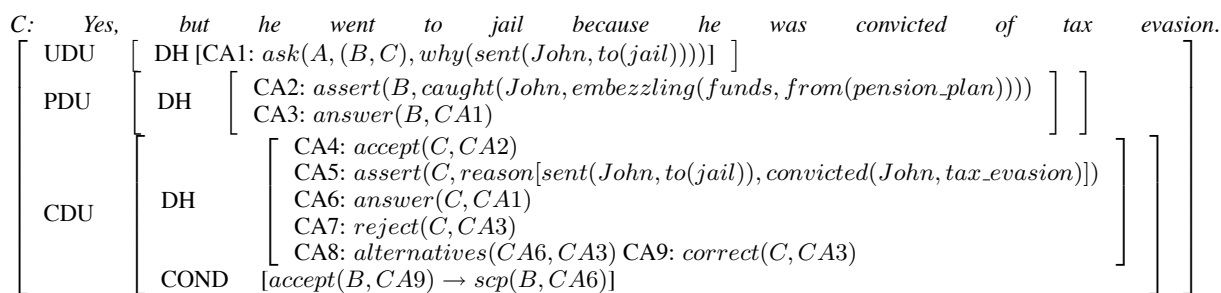 C: Yes, but he went to jail because he was convicted of tax evasion.
UDU [ DH [CA1: ask(A, (B, C), why(sent(John, to(jail))))] ]
PDU [ DH [ CA2: assert(B, caught(John, embezzling(funds, from(pension_plan))))
CA3: answer(B, CA1) ] ]
CDU [ DH [ CA4: accept(C, CA2)
CA5: assert(C, reason[sent(John, to(jail)), convicted(John, tax_evasion)])
CA6: answer(C, CA1)
CA7: reject(C, CA3)
CA8: alternatives(CA6, CA3) CA9: correct(C, CA3) ]
COND [accept(B, CA9) → scp(B, CA6)] ]